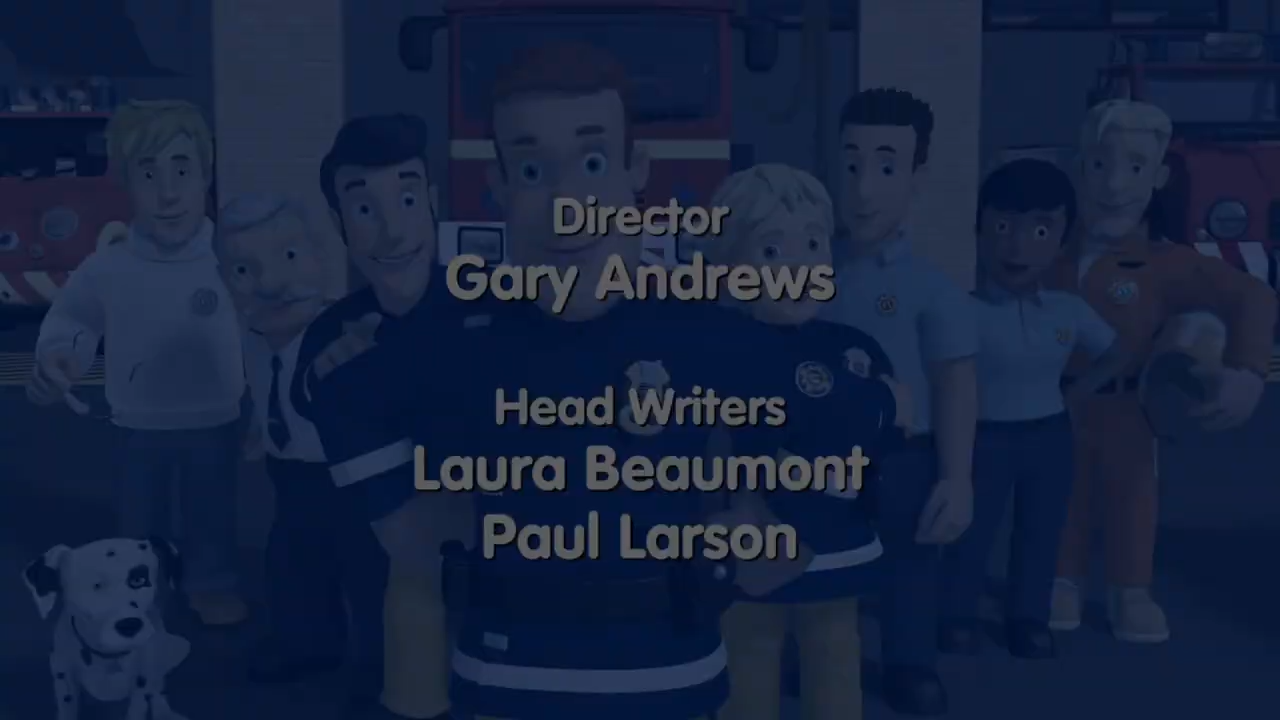 Director
Gary Andrews
Head Writers
Laura Beaumont
Paul Larson